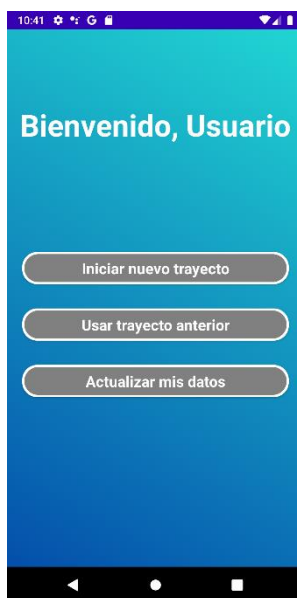 10:41 G
Bienvenido, Usuario
Iniciar nuevo trayecto
Usar trayecto anterior
Actualizar mis datos